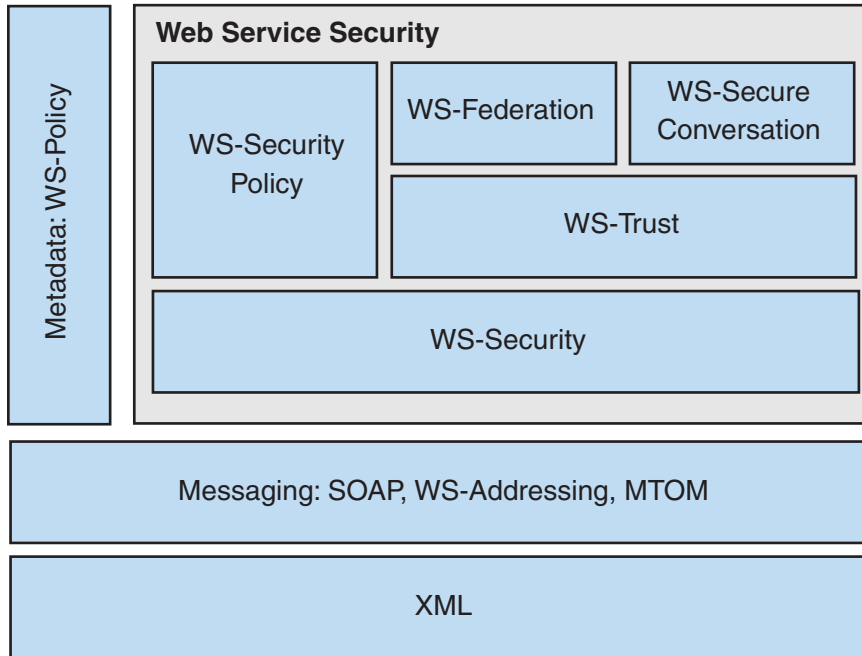 Metadata: WS-Policy
Web Service Security
WS-Security
Policy
WS-Federation
WS-Secure
Conversation
WS-Trust
WS-Security
Messaging: SOAP, WS-Addressing, MTOM
XML